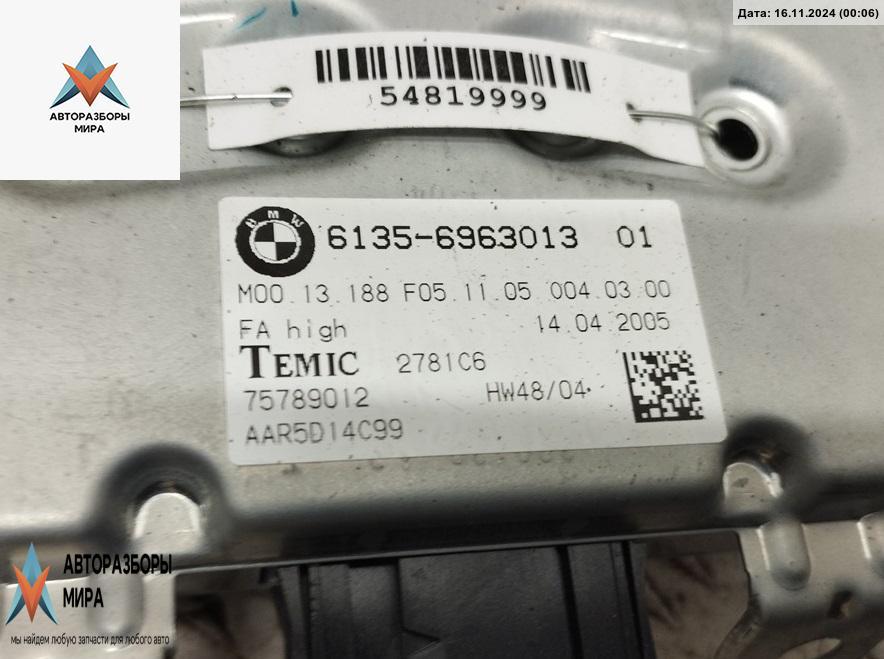 Дата: 16.11.2024 (00:06)
АВТОРАЗБОРЫ
МИРА
54819999
BMW
6135-6963013 01
M00.13.188 F05.11.05 004.03.00
FA high 14.04.2005
TEMIC 2781C6
75789012 HW48/04
AAR5D14C99
АВТОРАЗБОРЫ
МИРА
мы найдем любую запчасти для любого авто